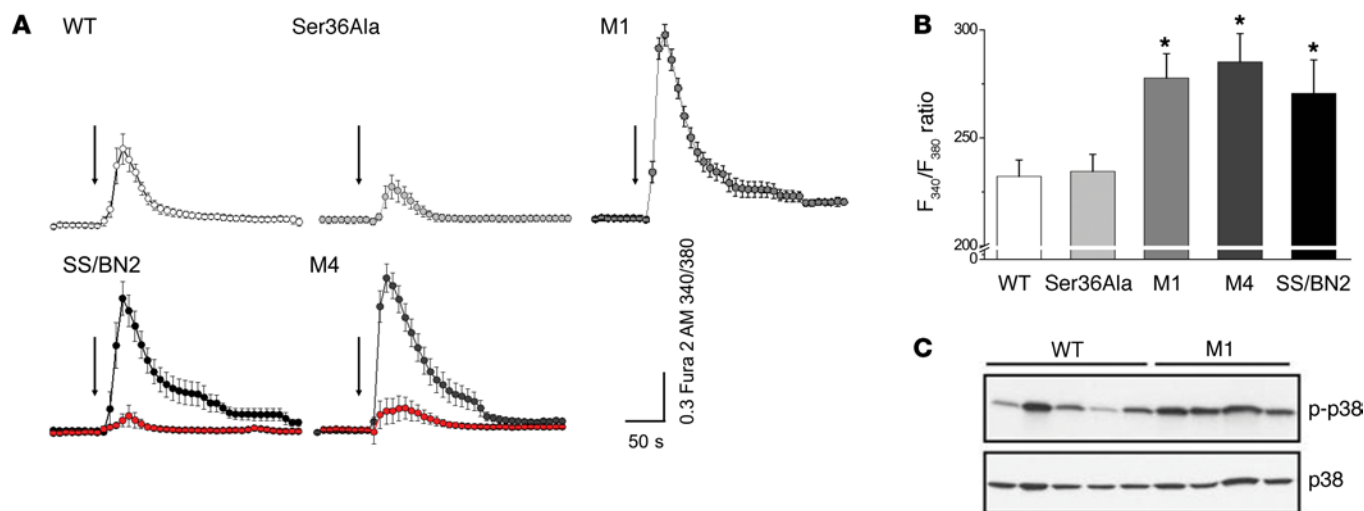 A
WT
Ser36Ala
M1
SS/BN2
M4
0.3 Fura 2 AM 340/380
50 s
B
F340/F380 ratio
300
250
200
0
*
*
*
WT
Ser36Ala
M1
M4
SS/BN2
C
WT
M1
p-p38
p38